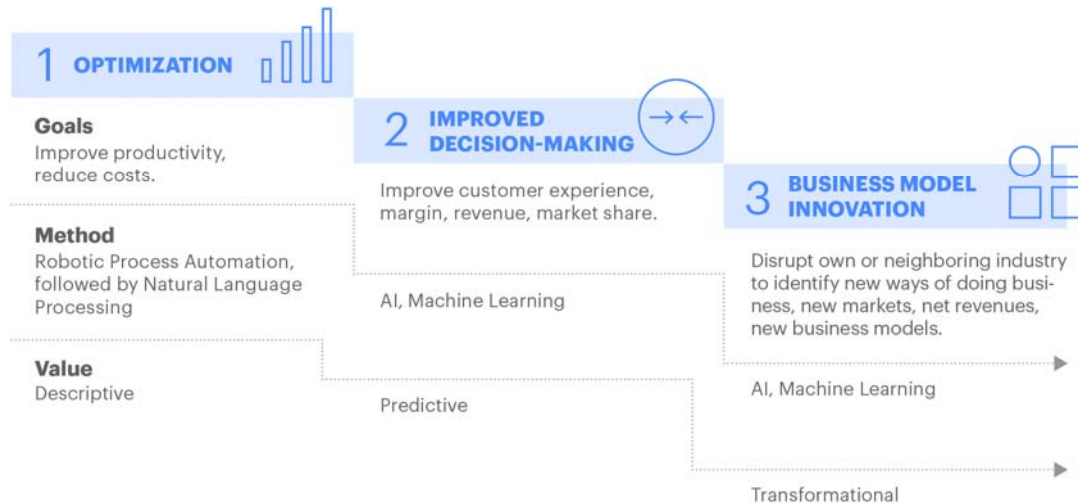 1 OPTIMIZATION
Goals
Improve productivity,
reduce costs.
Method
Robotic Process Automation,
followed by Natural Language
Processing
Value
Descriptive
2 IMPROVED
DECISION-MAKING
Improve customer experience,
margin, revenue, market share.
AI, Machine Learning
Predictive
3 BUSINESS MODEL
INNOVATION
Disrupt own or neighboring industry
to identify new ways of doing busi-
ness, new markets, net revenues,
new business models.
AI, Machine Learning
Transformational